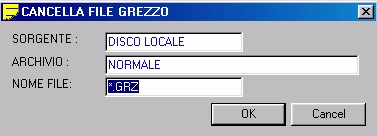 CANCELLA FILE GREZZO
SORGENTE : DISCO LOCALE
ARCHIVIO : NORMALE
NOME FILE: *.GRZ
OK Cancel